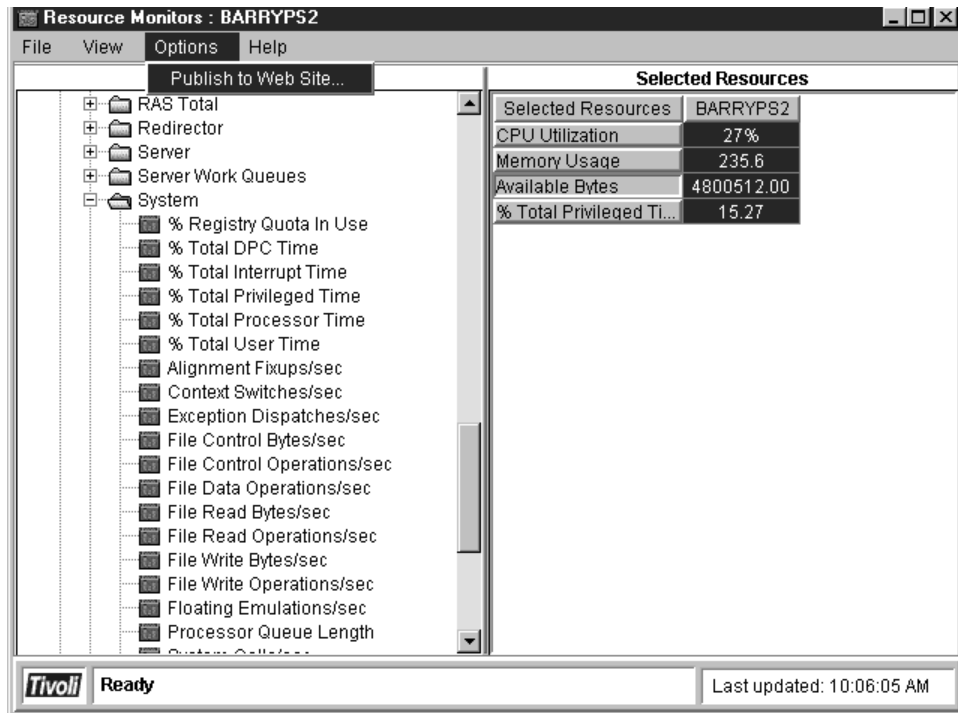 Resource Monitors : BARRYPS2
File View Options Help
Publish to Web Site...
RAS Total
Redirector
Server
Server Work Queues
System
% Registry Quota In Use
% Total DPC Time
% Total Interrupt Time
% Total Privileged Time
% Total Processor Time
% Total User Time
Alignment Fixups/sec
Context Switches/sec
Exception Dispatches/sec
File Control Bytes/sec
File Control Operations/sec
File Data Operations/sec
File Read Bytes/sec
File Read Operations/sec
File Write Bytes/sec
File Write Operations/sec
Floating Emulations/sec
Processor Queue Length
Selected Resources
Selected Resources BARRYPS2
CPU Utilization 27%
Memory Usage 235.6
Available Bytes 4800512.00
% Total Privileged Ti... 15.27
Tivoli Ready Last updated: 10:06:05 AM